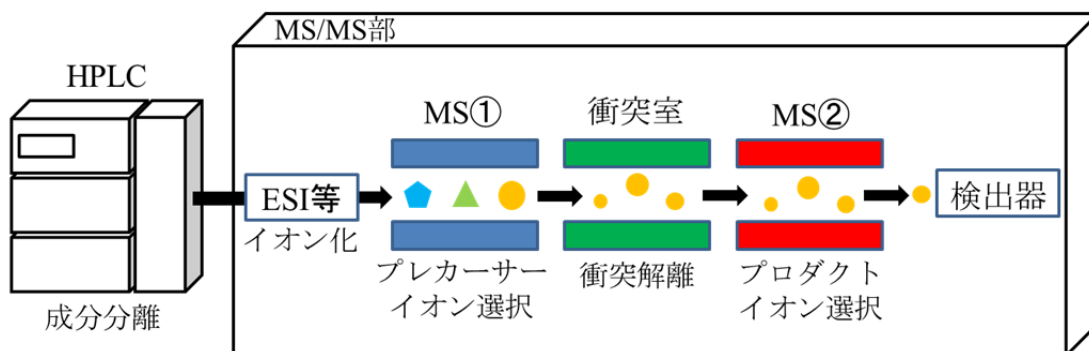 MS/MS部
HPLC
MS①
衝突室
MS②
ESI等
検出器
イオン化
プレカーサー
イオン選択
衝突解離
プロダクト
イオン選択
成分分離